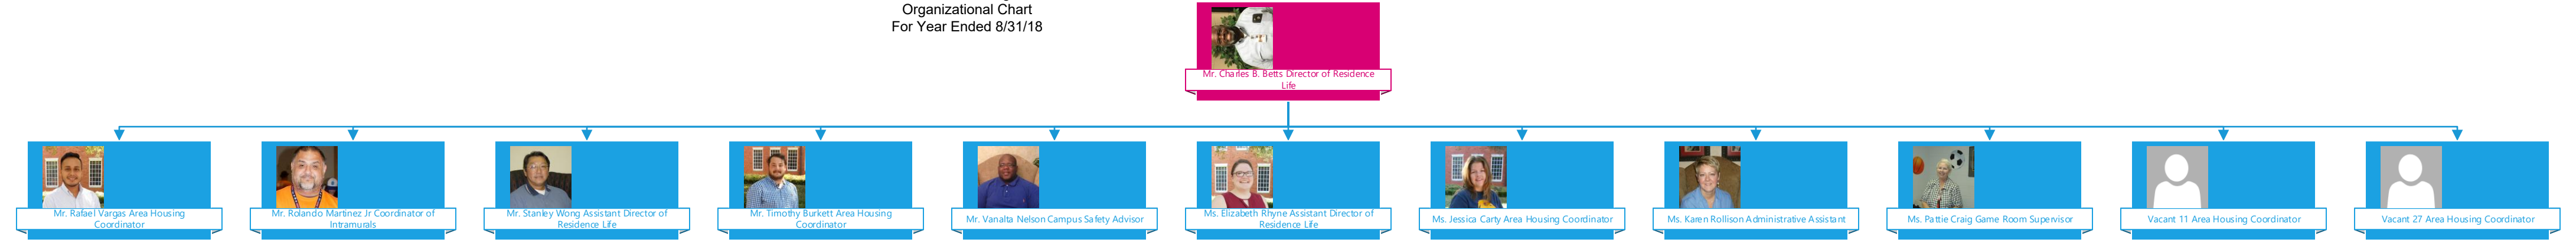 Organizational Chart
For Year Ended 8/31/18
Mr. Charles B. Betts Director of Residence
Life
Mr. Rafael Vargas Area Housing
Coordinator
Mr. Rolando Martinez Jr Coordinator of
Intramurals
Mr. Stanley Wong Assistant Director of
Residence Life
Mr. Timothy Burkett Area Housing
Coordinator
Mr. Vanalta Nelson Campus Safety Advisor
Ms. Elizabeth Rhyne Assistant Director of
Residence Life
Ms. Jessica Carty Area Housing Coordinator
Ms. Karen Rollison Administrative Assistant
Ms. Pattie Craig Game Room Supervisor
Vacant 11 Area Housing Coordinator
Vacant 27 Area Housing Coordinator